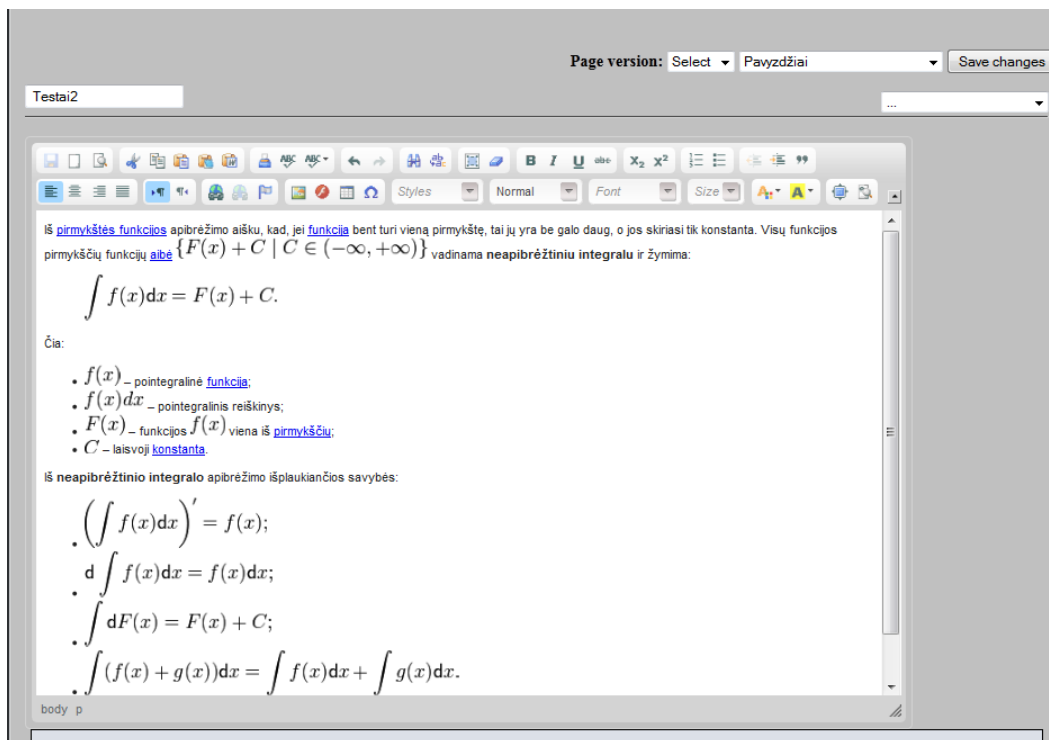 Page version: Select Pavyzdžiai Save changes
Testai2
...
B I U abc X₂ X²
Styles Normal Font Size A A
Iš pirmykštės funkcijos apibrėžimo aišku, kad, jei funkcija bent turi vieną pirmykštę, tai jų yra be galo daug, o jos skiriasi tik konstanta. Visų funkcijos
pirmykščių funkcijų aibė {F(x) + C | C ∈ (−∞, +∞)} vadinama neapibrėžtiniu integralu ir žymima:
∫ f(x)dx = F(x) + C.
Čia:
• f(x) – pointegralinė funkcija;
• f(x)dx – pointegralinis reiškinys;
• F(x) – funkcijos f(x) viena iš pirmykščių;
• C – laisvoji konstanta.
Iš neapibrėžtinio integralo apibrėžimo išplaukiančios savybės:
• (∫ f(x)dx)′ = f(x);
• d ∫ f(x)dx = f(x)dx;
• ∫ dF(x) = F(x) + C;
• ∫ (f(x) + g(x))dx = ∫ f(x)dx + ∫ g(x)dx.
body p